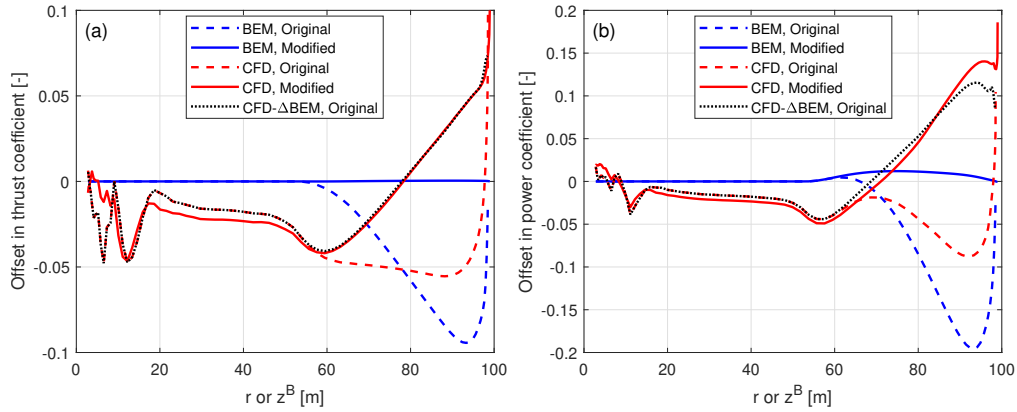 (a)
BEM, Original
BEM, Modified
CFD, Original
CFD, Modified
CFD-ΔBEM, Original
Offset in thrust coefficient [-]
0.1
0.05
0
-0.05
-0.1
0 20 40 60 80 100
r or z^B [m]
(b)
BEM, Original
BEM, Modified
CFD, Original
CFD, Modified
CFD-ΔBEM, Original
Offset in power coefficient [-]
0.2
0.15
0.1
0.05
0
-0.05
-0.1
-0.15
-0.2
0 20 40 60 80 100
r or z^B [m]